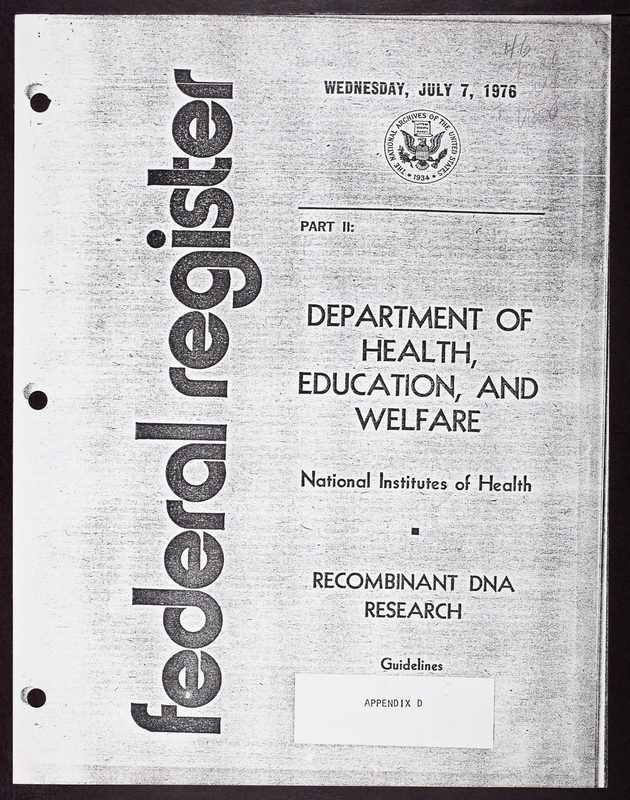 federal register
WEDNESDAY, JULY 7, 1976
THE NATIONAL ARCHIVES OF THE UNITED STATES
1934
PART II:
DEPARTMENT OF
HEALTH,
EDUCATION, AND
WELFARE
National Institutes of Health
RECOMBINANT DNA
RESEARCH
Guidelines
APPENDIX D